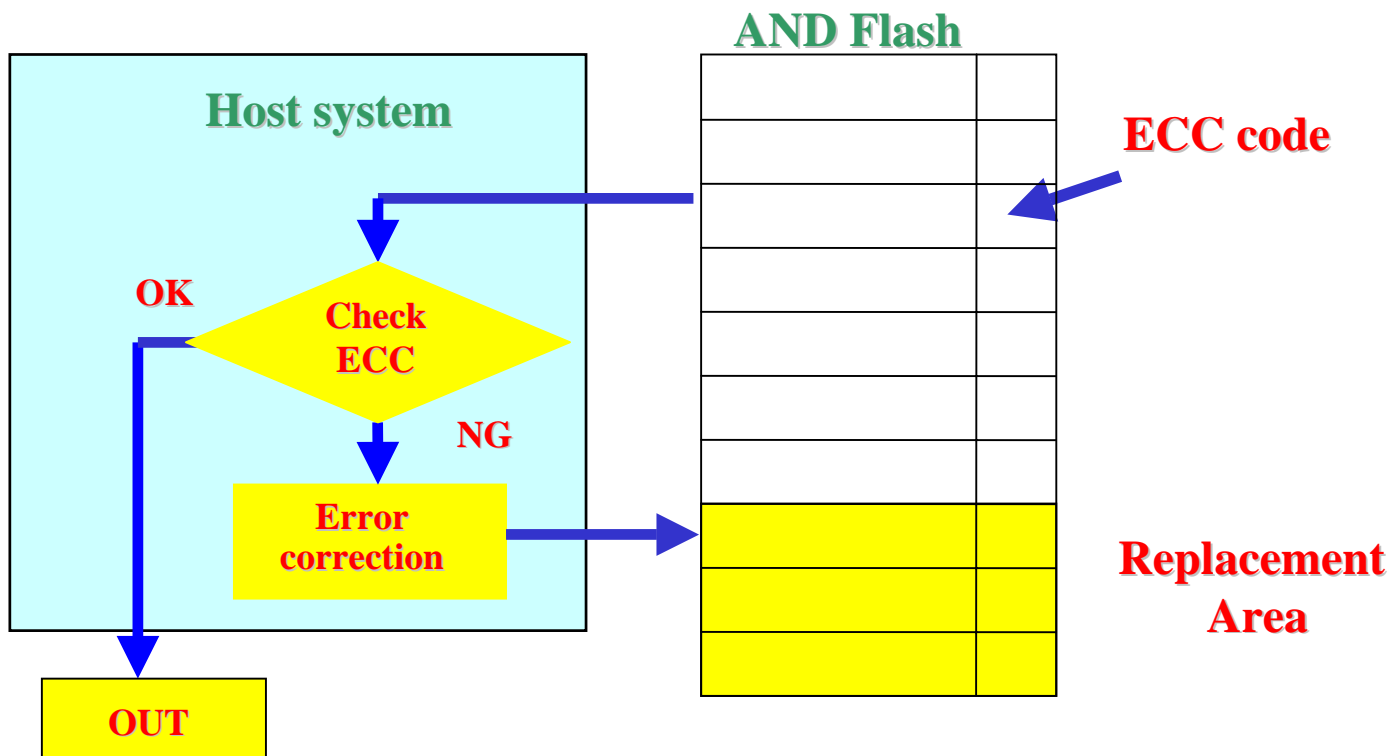 AND Flash
Host system
ECC code
OK
Check
ECC
NG
Error
correction
Replacement
Area
OUT